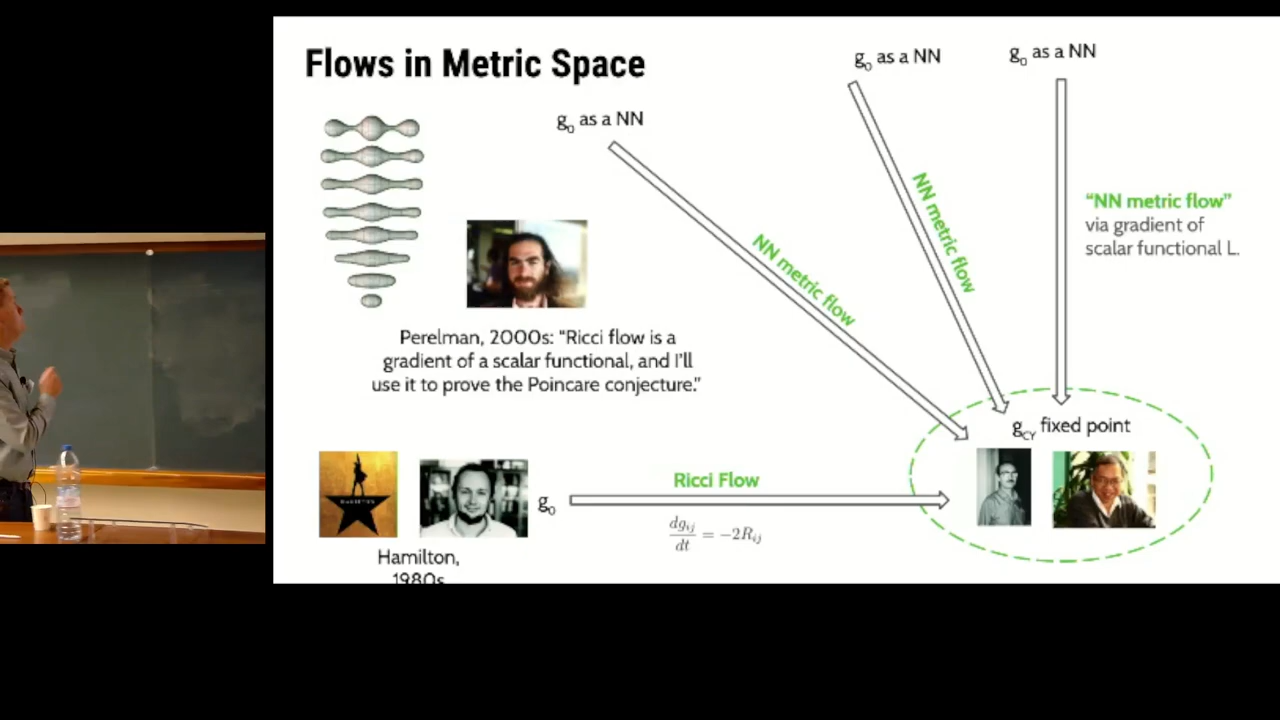 Flows in Metric Space
g₀ as a NN
g₀ as a NN
g₀ as a NN
NN metric flow
NN metric flow
"NN metric flow"
via gradient of
scalar functional L.
Perelman, 2000s: "Ricci flow is a
gradient of a scalar functional, and I'll
use it to prove the Poincare conjecture."
g_CY fixed point
HAMILTON
g₀
Ricci Flow
dg_ij/dt = -2R_ij
Hamilton,
1980s